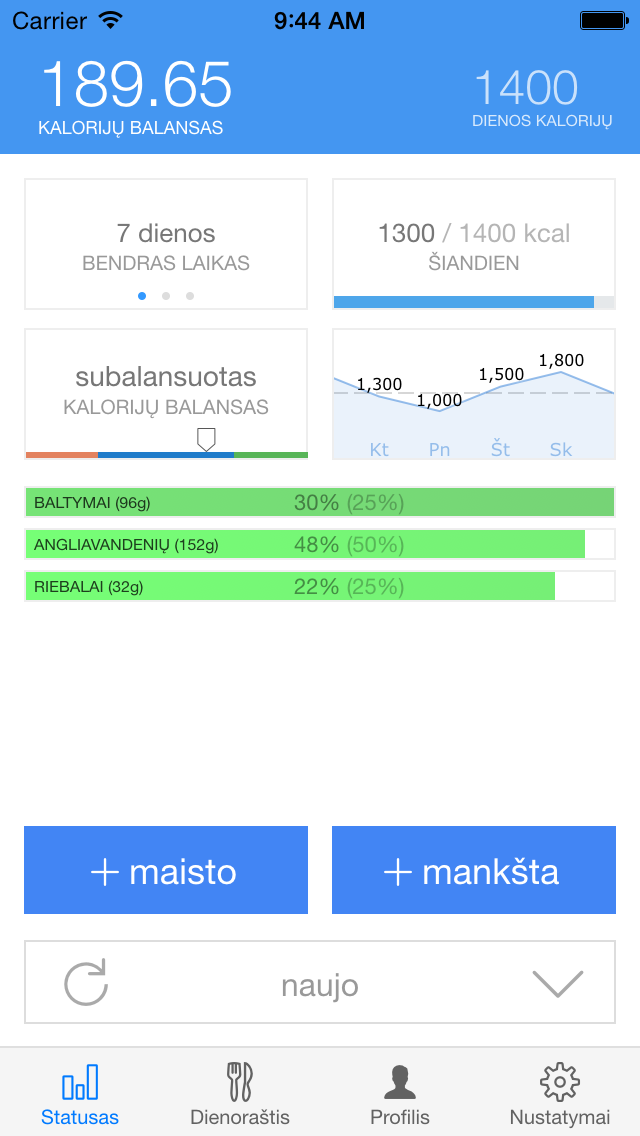 Carrier 9:44 AM
189.65
KALORIJŲ BALANSAS
1400
DIENOS KALORIJŲ
7 dienos
BENDRAS LAIKAS
1300 / 1400 kcal
ŠIANDIEN
subalansuotas
KALORIJŲ BALANSAS
1,300 1,000 1,500 1,800
Kt Pn Št Sk
BALTYMAI (96g) 30% (25%)
ANGLIAVANDENIŲ (152g) 48% (50%)
RIEBALAI (32g) 22% (25%)
+ maisto
+ mankšta
naujo
Statusas Dienoraštis Profilis Nustatymai